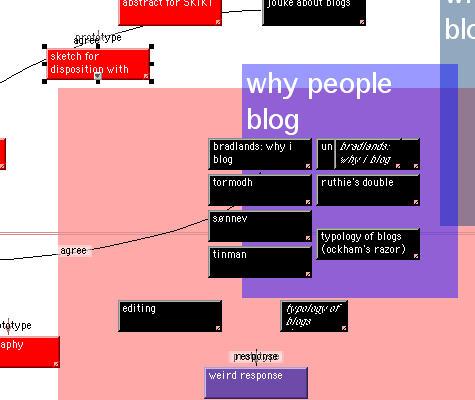 abstract for SKIKT
jouke about blogs
blo
prototype
agree
sketch for
disposition with
why people
blog
bradlands: why i
blog
un
bradlands:
why i blog
tormodh
ruthie's double
sønnev
typology of blogs
(ockham's razor)
agree
tinman
editing
typology of
blogs
totype
aphy
weird response